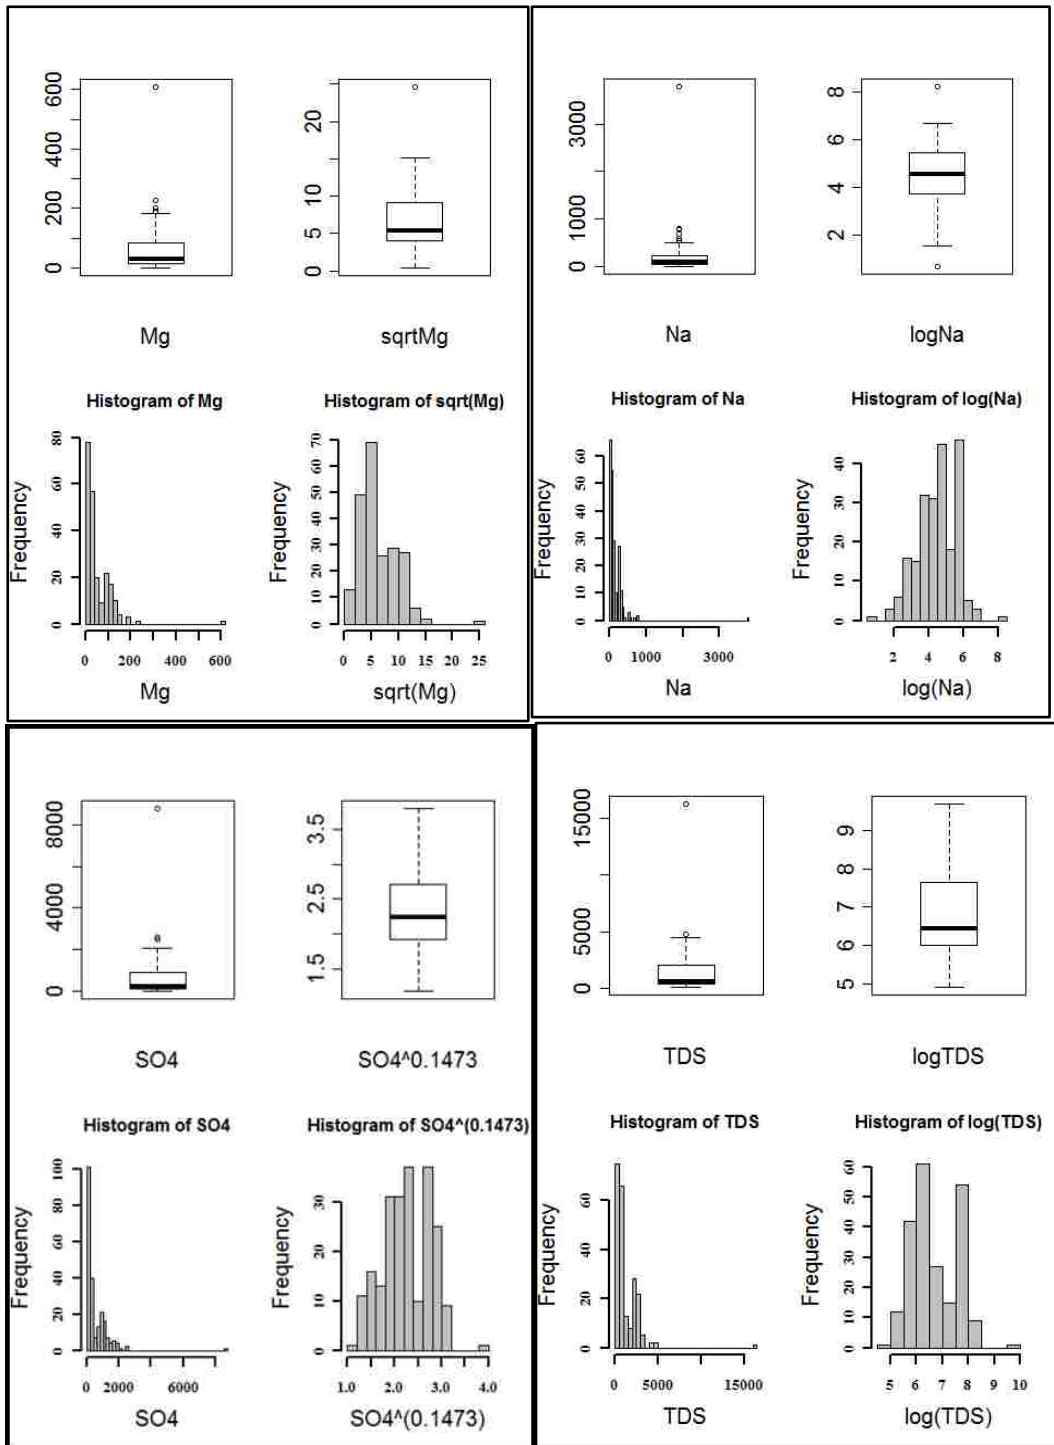 600
400
200
0
Mg
20
10
5
0
sqrtMg
3000
1000
0
Na
8
6
4
2
logNa
Histogram of Mg
Frequency
80
60
40
20
0
0 200 400 600
Mg
Histogram of sqrt(Mg)
Frequency
70
60
50
40
30
20
10
0
0 5 10 15 20 25
sqrt(Mg)
Histogram of Na
Frequency
60
50
40
30
20
10
0
0 1000 3000
Na
Histogram of log(Na)
Frequency
40
30
20
10
0
2 4 6 8
log(Na)
8000
4000
0
SO4
3.5
2.5
1.5
SO4^0.1473
15000
5000
0
TDS
9
8
7
6
5
logTDS
Histogram of SO4
Frequency
100
80
60
40
20
0
0 2000 6000
SO4
Histogram of SO4^(0.1473)
Frequency
30
20
10
0
1.0 2.0 3.0 4.0
SO4^(0.1473)
Histogram of TDS
Frequency
60
40
20
0
0 5000 15000
TDS
Histogram of log(TDS)
Frequency
60
50
40
30
20
10
0
5 6 7 8 9 10
log(TDS)